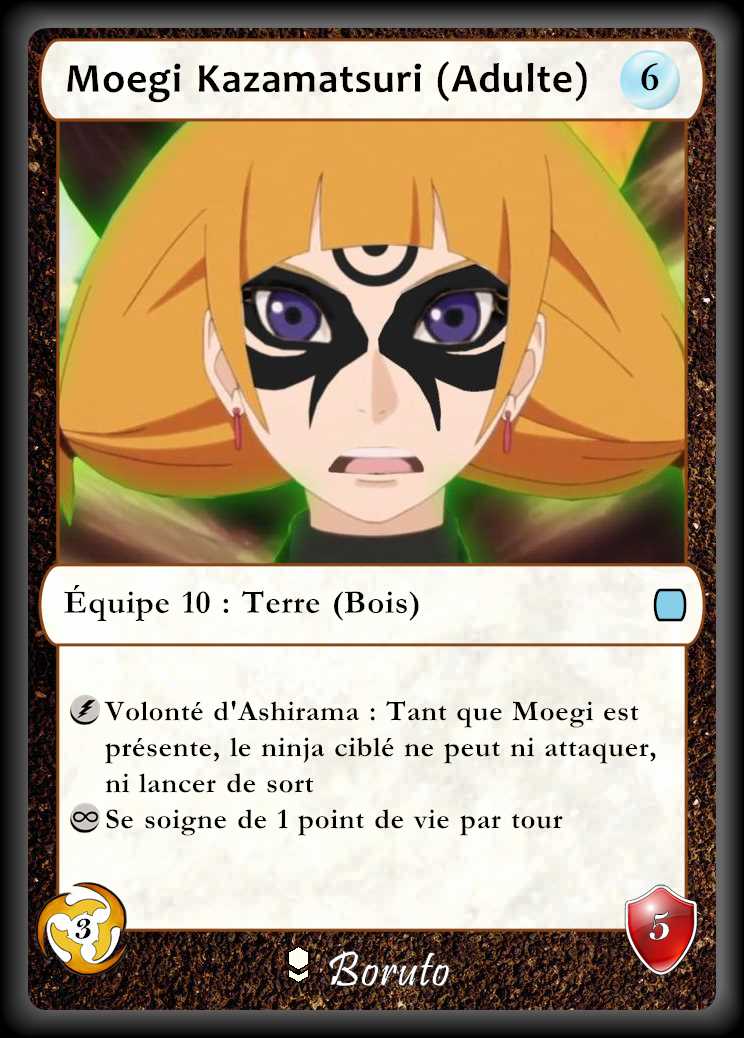 Moegi Kazamatsuri (Adulte)
6
Équipe 10 : Terre (Bois)
Volonté d'Ashirama : Tant que Moegi est
présente, le ninja ciblé ne peut ni attaquer,
ni lancer de sort
∞ Se soigne de 1 point de vie par tour
3
5
Boruto